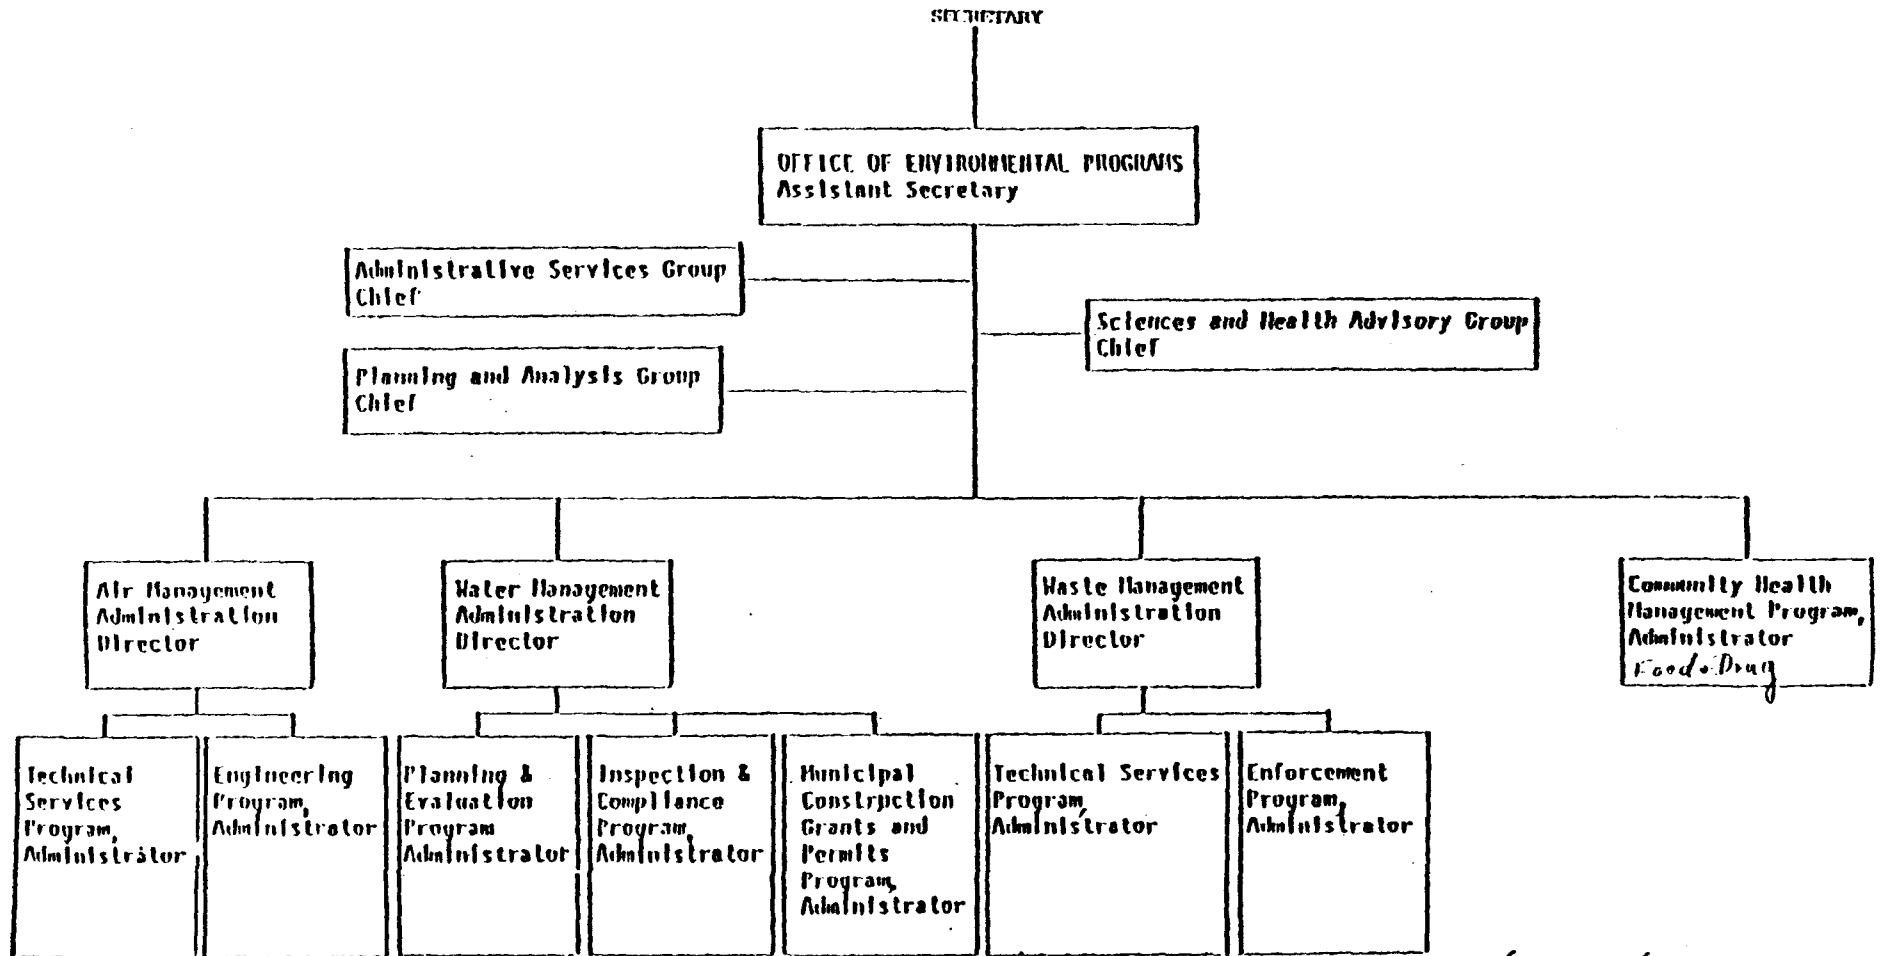 SECRETARY
OFFICE OF ENVIRONMENTAL PROGRAMS
Assistant Secretary
Administrative Services Group
Chief
Sciences and Health Advisory Group
Chief
Planning and Analysis Group
Chief
Air Management
Administration
Director
Water Management
Administration
Director
Waste Management
Administration
Director
Community Health
Management Program,
Administrator
Food & Drug
Technical
Services
Program,
Administrator
Engineering
Program,
Administrator
Planning &
Evaluation
Program
Administrator
Inspection &
Compliance
Program,
Administrator
Municipal
Construction
Grants and
Permits
Program,
Administrator
Technical Services
Program,
Administrator
Enforcement
Program,
Administrator